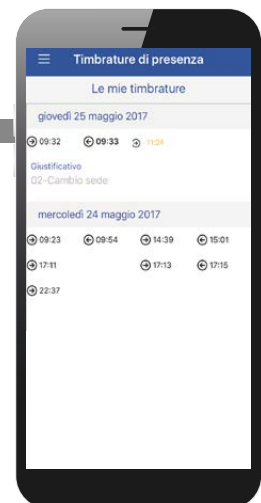 Timbrature di presenza
Le mie timbrature
giovedì 25 maggio 2017
09:32 09:33 11:29
Giustificativo
02-Cambio sede
mercoledì 24 maggio 2017
09:23 09:54 14:39 15:01
17:11 17:13 17:15
22:37